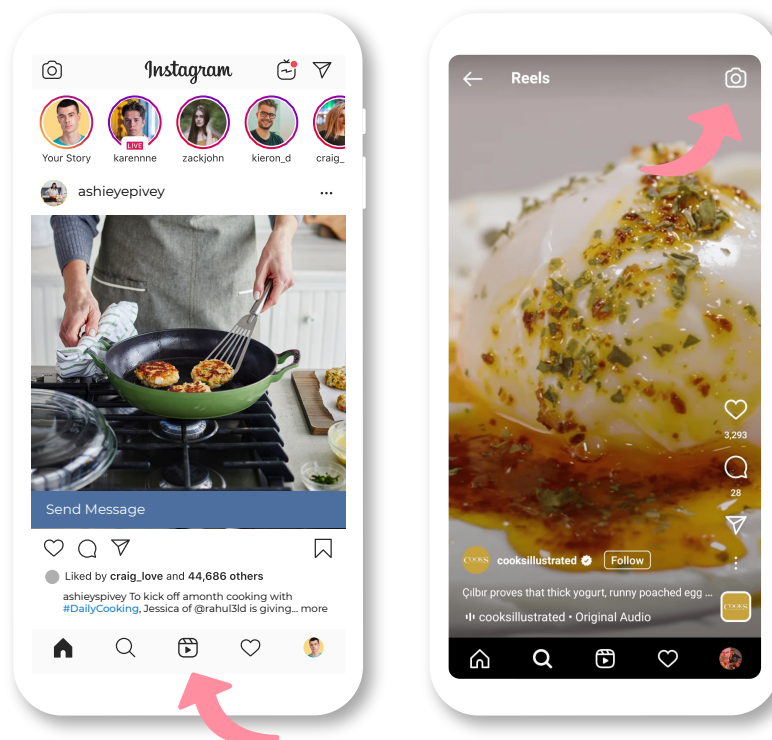 Instagram
Your Story
LIVE
karennne
zackjohn
kieron_d
craig_
ashieyepivey
Send Message
Liked by craig_love and 44,686 others
ashieyspivey To kick off amonth cooking with
#DailyCooking, Jessica of @rahul3ld is giving... more
Reels
3,293
28
COOKS
cooksillustrated
Follow
Çılbır proves that thick yogurt, runny poached egg ...
COOKS
cooksillustrated • Original Audio